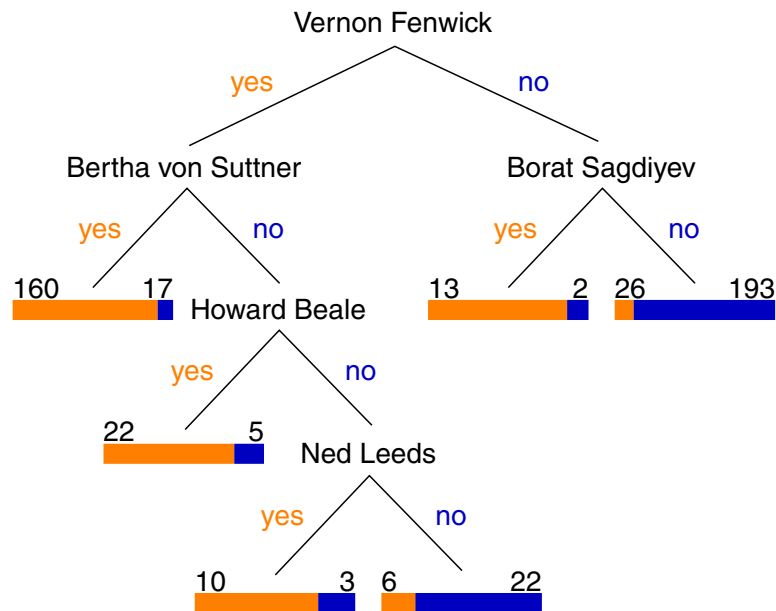 Vernon Fenwick
yes no
Bertha von Suttner Borat Sagdiyev
yes no yes no
160 17 13 2 26 193
Howard Beale
yes no
22 5
Ned Leeds
yes no
10 3 6 22